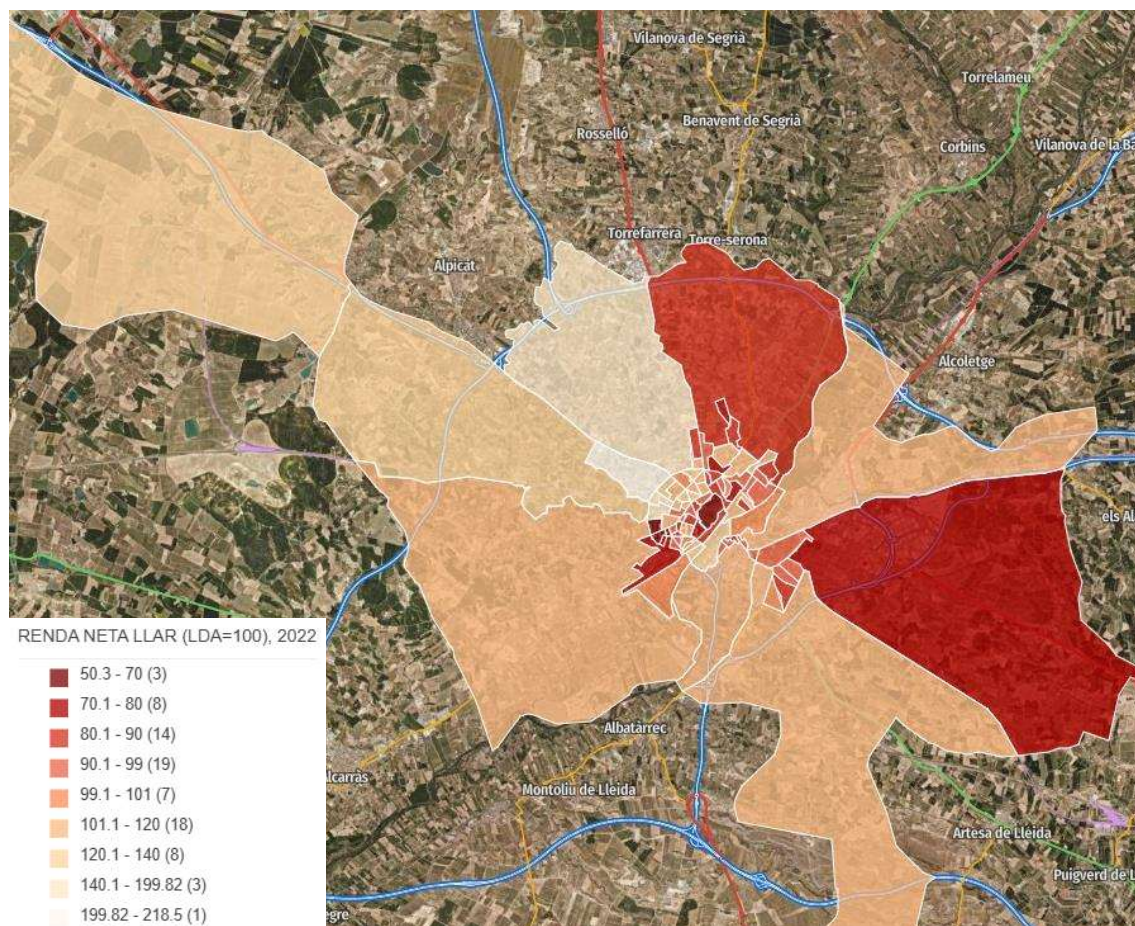 Vilanova de Segrià
Torrelameu
Benavent de Segrià
Rosselló
Corbins
Vilanova de la Ba
Torrefarrera
Torre-serona
Alpicat
Alcoletge
els Al
RENDA NETA LLAR (LDA=100), 2022
50.3 - 70 (3)
70.1 - 80 (8)
80.1 - 90 (14)
90.1 - 99 (19)
99.1 - 101 (7)
101.1 - 120 (18)
120.1 - 140 (8)
140.1 - 199.82 (3)
199.82 - 218.5 (1)
Albatàrrec
lcarràs
Montoliu de Lleida
Artesa de Lleida
Puigverd de L
egre